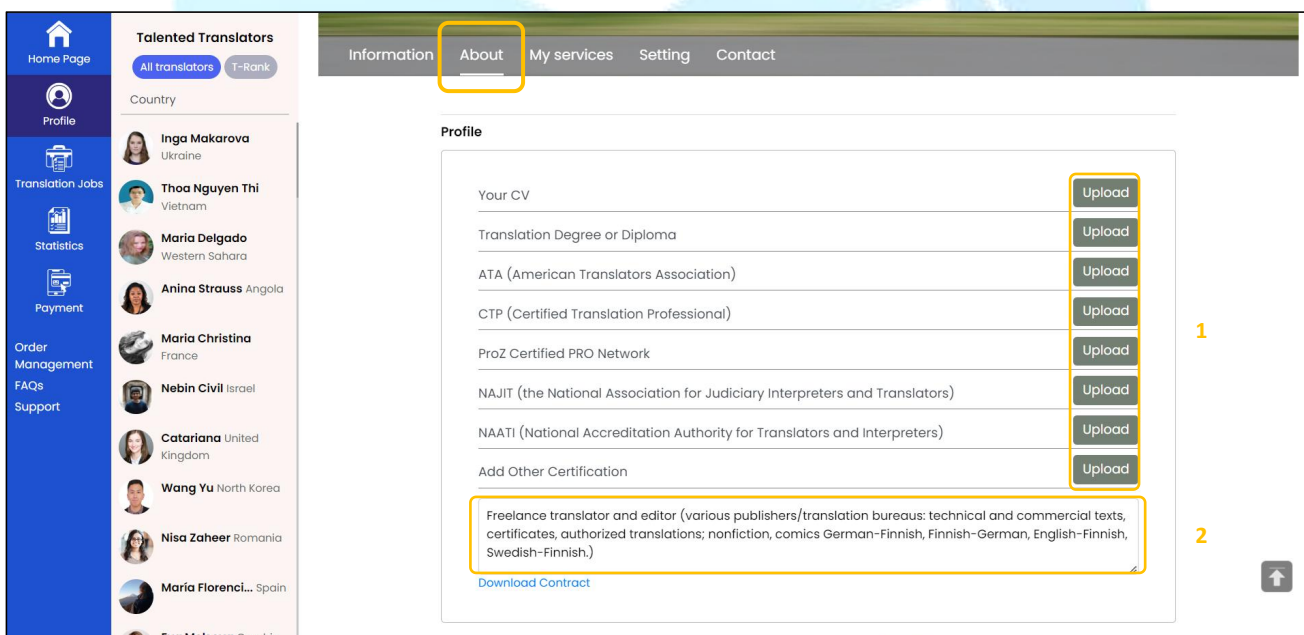 Home Page
Profile
Translation Jobs
Statistics
Payment
Order
Management
FAQs
Support
Talented Translators
All translators T-Rank
Country
Inga Makarova
Ukraine
Thoa Nguyen Thi
Vietnam
Maria Delgado
Western Sahara
Anina Strauss Angola
Maria Christina
France
Nebin Civil Israel
Catariana United
Kingdom
Wang Yu North Korea
Nisa Zaheer Romania
María Florenci... Spain
Information About My services Setting Contact
Profile
Your CV Upload
Translation Degree or Diploma Upload
ATA (American Translators Association) Upload
CTP (Certified Translation Professional) Upload
ProZ Certified PRO Network Upload
NAJIT (the National Association for Judiciary Interpreters and Translators) Upload
NAATI (National Accreditation Authority for Translators and Interpreters) Upload
Add Other Certification Upload
1
Freelance translator and editor (various publishers/translation bureaus: technical and commercial texts,
certificates, authorized translations; nonfiction, comics German-Finnish, Finnish-German, English-Finnish,
Swedish-Finnish.)
2
Download Contract